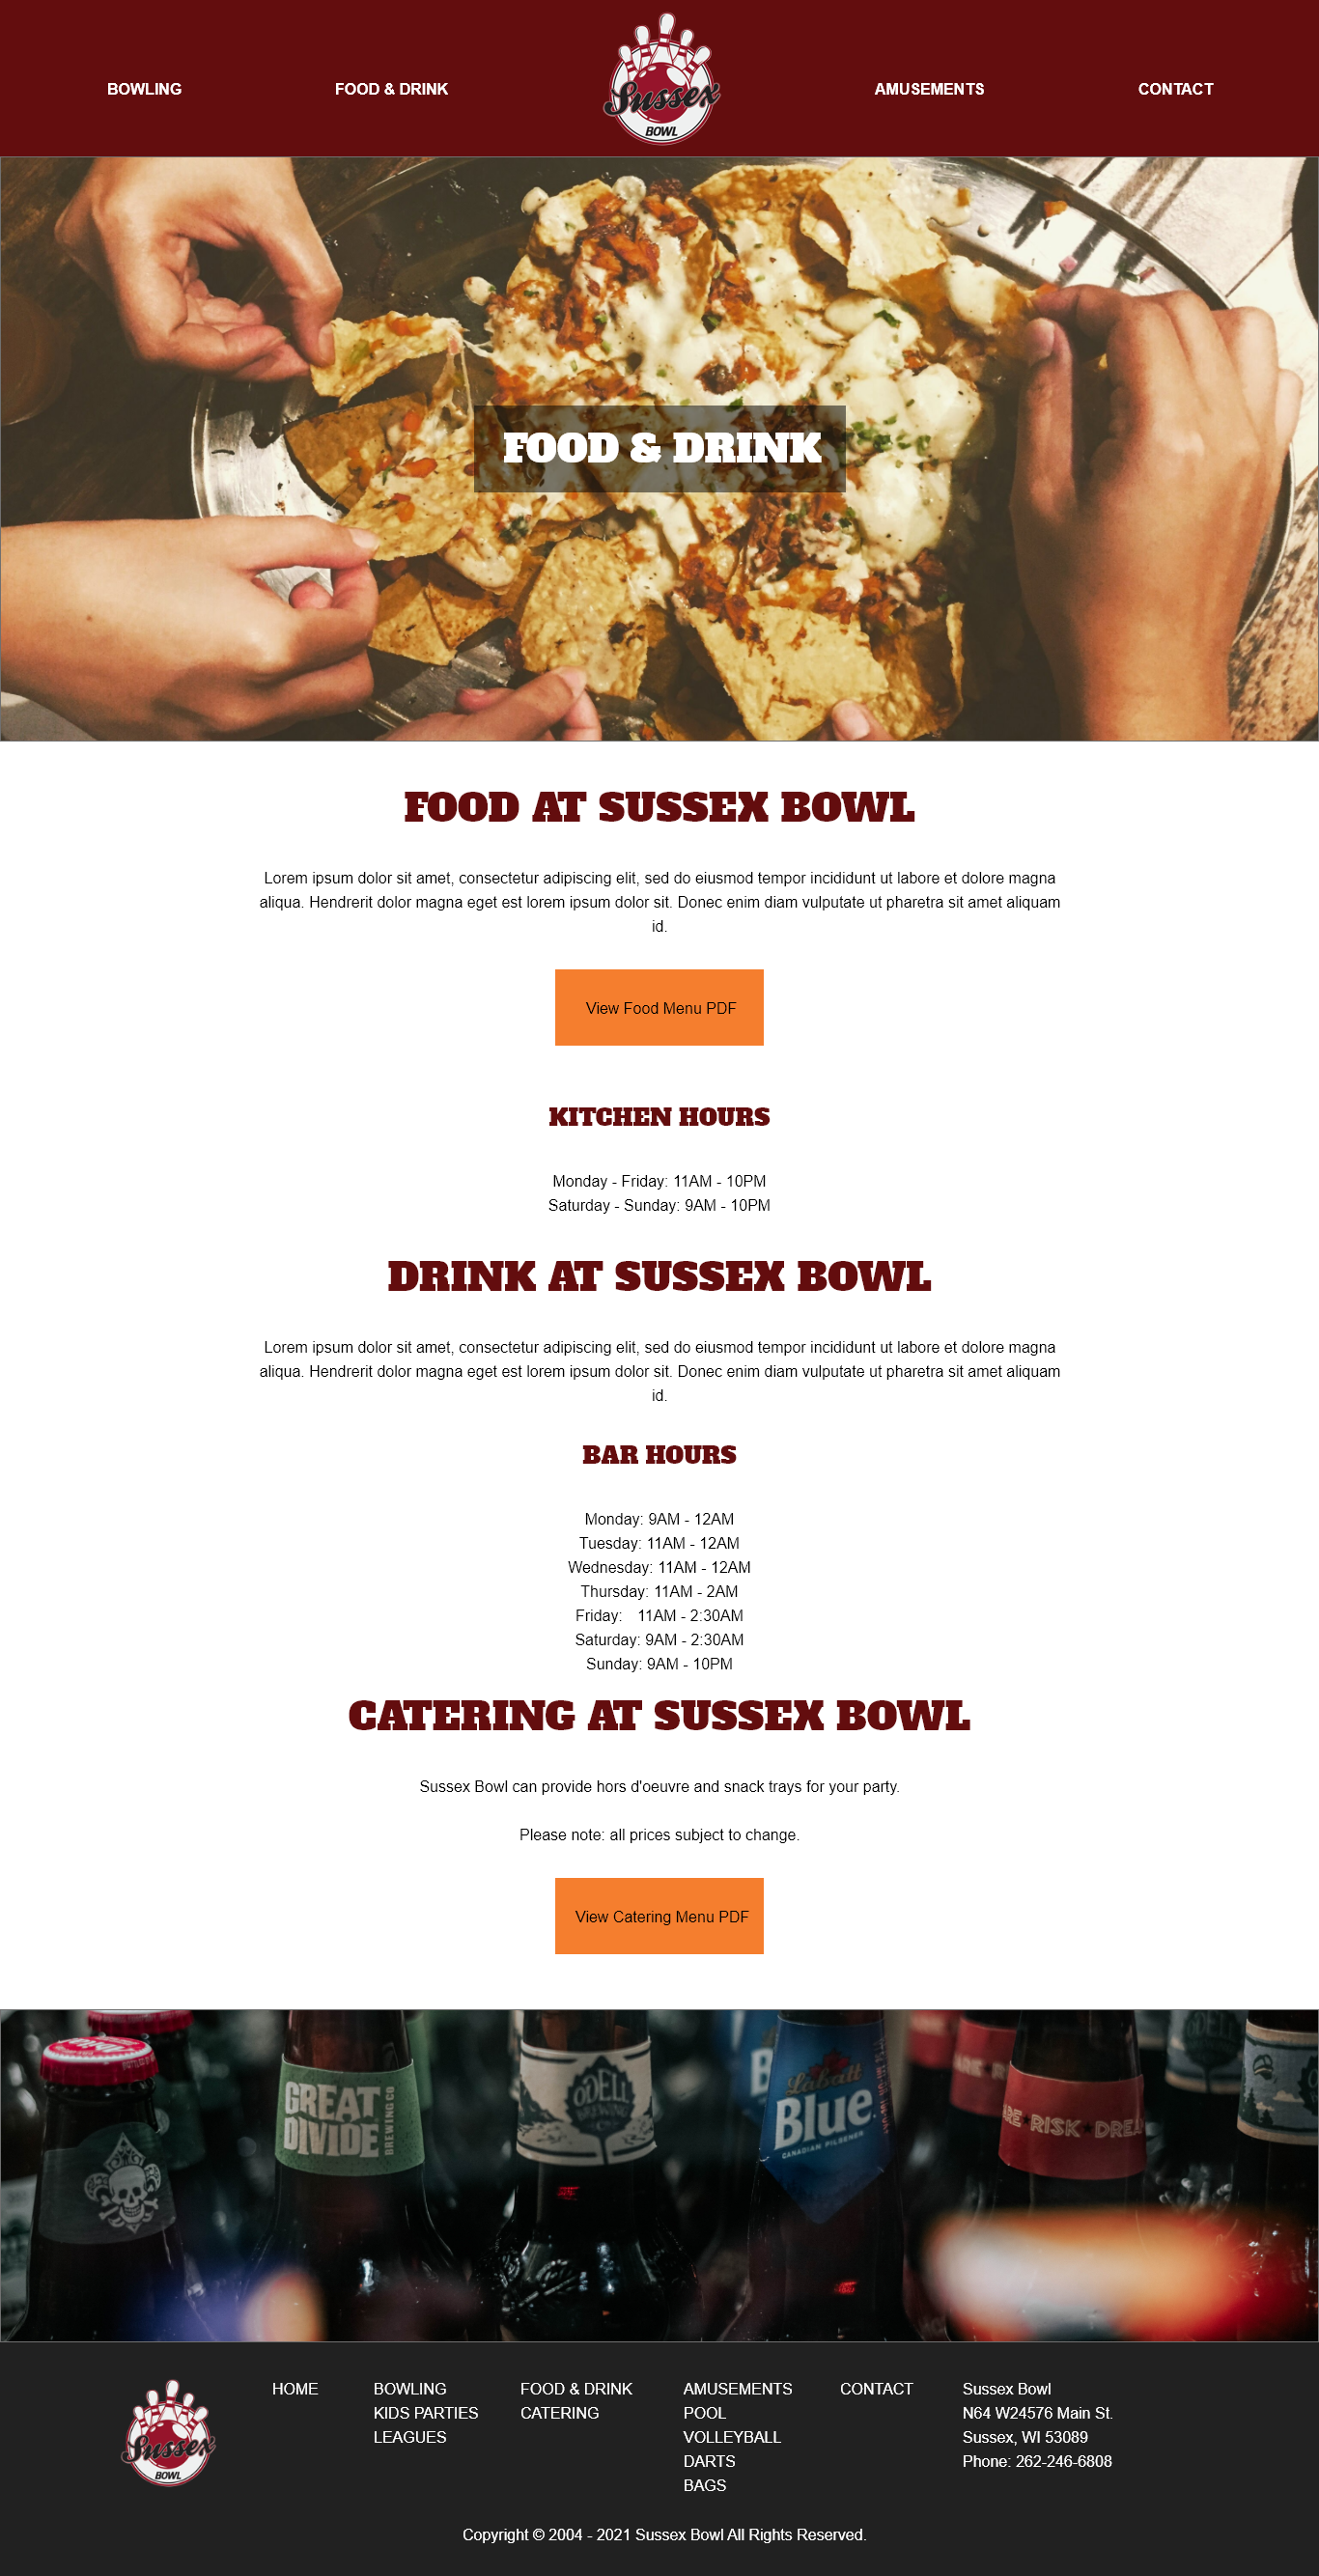 BOWLING
FOOD & DRINK
Sussex
BOWL
AMUSEMENTS
CONTACT
FOOD & DRINK
FOOD AT SUSSEX BOWL
Lorem ipsum dolor sit amet, consectetur adipiscing elit, sed do eiusmod tempor incididunt ut labore et dolore magna
aliqua. Hendrerit dolor magna eget est lorem ipsum dolor sit. Donec enim diam vulputate ut pharetra sit amet aliquam
id.
View Food Menu PDF
KITCHEN HOURS
Monday - Friday: 11AM - 10PM
Saturday - Sunday: 9AM - 10PM
DRINK AT SUSSEX BOWL
Lorem ipsum dolor sit amet, consectetur adipiscing elit, sed do eiusmod tempor incididunt ut labore et dolore magna
aliqua. Hendrerit dolor magna eget est lorem ipsum dolor sit. Donec enim diam vulputate ut pharetra sit amet aliquam
id.
BAR HOURS
Monday: 9AM - 12AM
Tuesday: 11AM - 12AM
Wednesday: 11AM - 12AM
Thursday: 11AM - 2AM
Friday: 11AM - 2:30AM
Saturday: 9AM - 2:30AM
Sunday: 9AM - 10PM
CATERING AT SUSSEX BOWL
Sussex Bowl can provide hors d'oeuvre and snack trays for your party.
Please note: all prices subject to change.
View Catering Menu PDF
GREAT
DIVIDE
BREWING CO
ODELL
Labatt
Blue
CANADIAN PILSENER
RISK
Sussex
BOWL
HOME
BOWLING
KIDS PARTIES
LEAGUES
FOOD & DRINK
CATERING
AMUSEMENTS
POOL
VOLLEYBALL
DARTS
BAGS
CONTACT
Sussex Bowl
N64 W24576 Main St.
Sussex, WI 53089
Phone: 262-246-6808
Copyright © 2004 - 2021 Sussex Bowl All Rights Reserved.